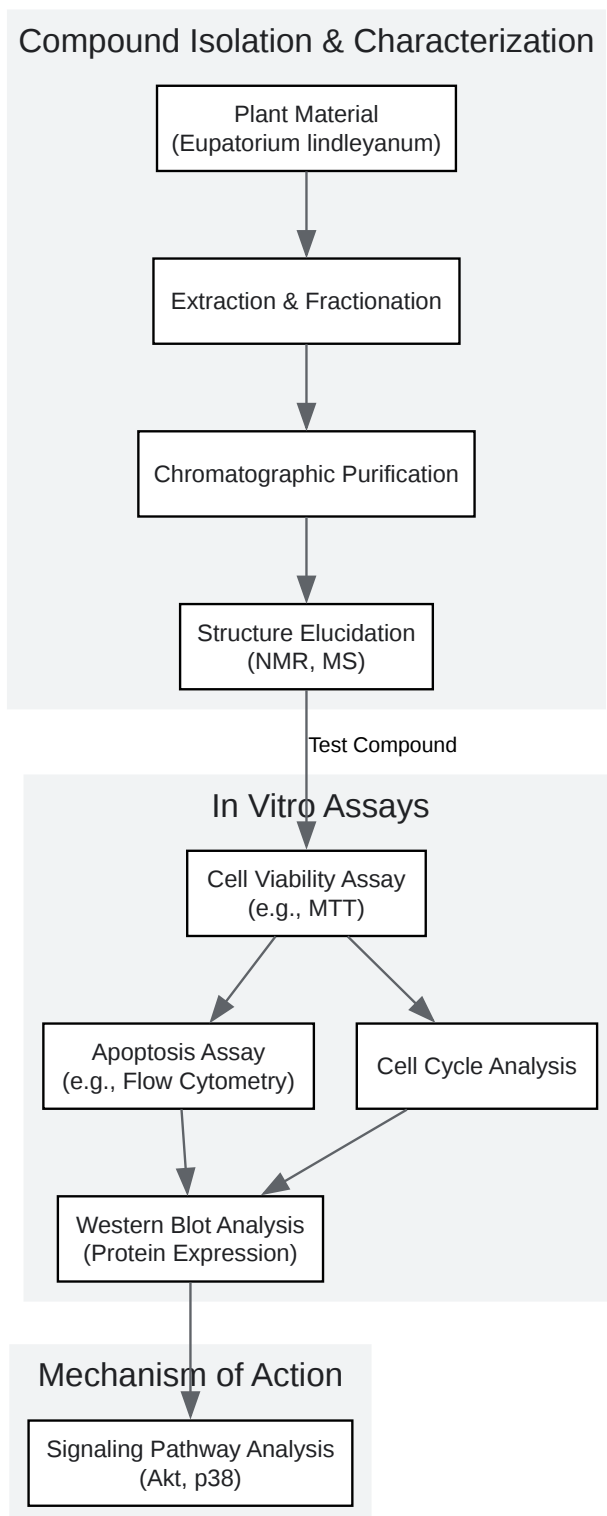 Compound Isolation & Characterization
Plant Material
(Eupatorium lindleyanum)
Extraction & Fractionation
Chromatographic Purification
Structure Elucidation
(NMR, MS)
Test Compound
In Vitro Assays
Cell Viability Assay
(e.g., MTT)
Apoptosis Assay
(e.g., Flow Cytometry)
Cell Cycle Analysis
Western Blot Analysis
(Protein Expression)
Mechanism of Action
Signaling Pathway Analysis
(Akt, p38)